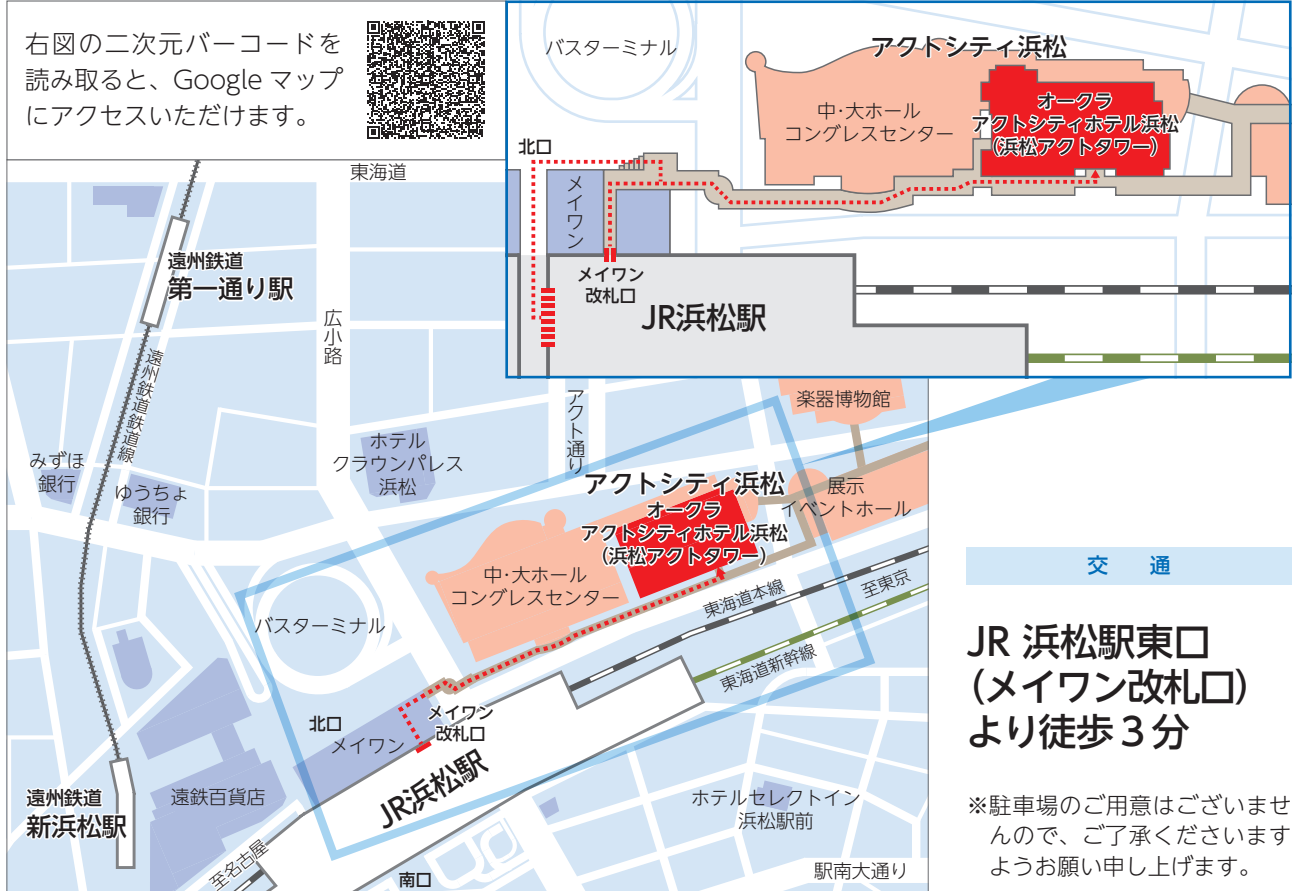 右図の二次元バーコードを
読み取ると、Google マップ
にアクセスいただけます。
バスターミナル
アクトシティ浜松
中・大ホール
コングレスセンター
オークラ
アクトシティホテル浜松
(浜松アクトタワー)
北口
メイワン
メイワン
改札口
JR浜松駅
東海道
遠州鉄道
第一通り駅
広小路
遠州鉄道鉄道線
アクト通り
楽器博物館
みずほ
銀行
ゆうちょ
銀行
ホテル
クラウンパレス
浜松
アクトシティ浜松
オークラ
アクトシティホテル浜松
(浜松アクトタワー)
展示
イベントホール
中・大ホール
コングレスセンター
バスターミナル
東海道本線
至東京
東海道新幹線
北口
メイワン
メイワン
改札口
JR浜松駅
遠州鉄道
新浜松駅
遠鉄百貨店
至名古屋
南口
ホテルセレクトイン
浜松駅前
駅南大通り
交 通
JR 浜松駅東口
(メイワン改札口)
より徒歩3分
※駐車場のご用意はございませ
んので、ご了承くださいます
ようお願い申し上げます。